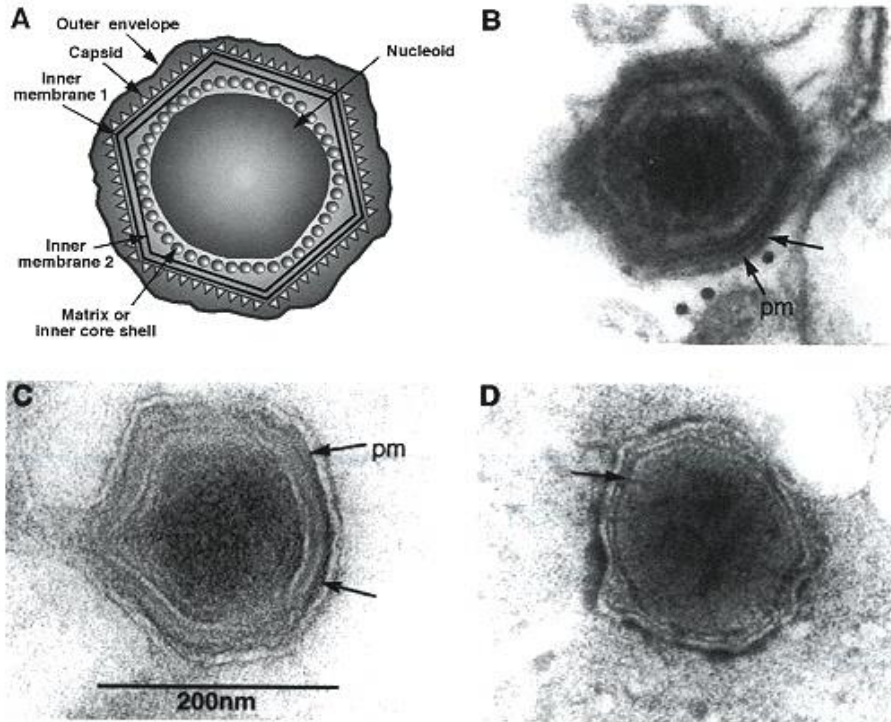 A
Outer envelope
Capsid
Inner
membrane 1
Nucleoid
Inner
membrane 2
Matrix or
inner core shell
B
pm
C
pm
200nm
D